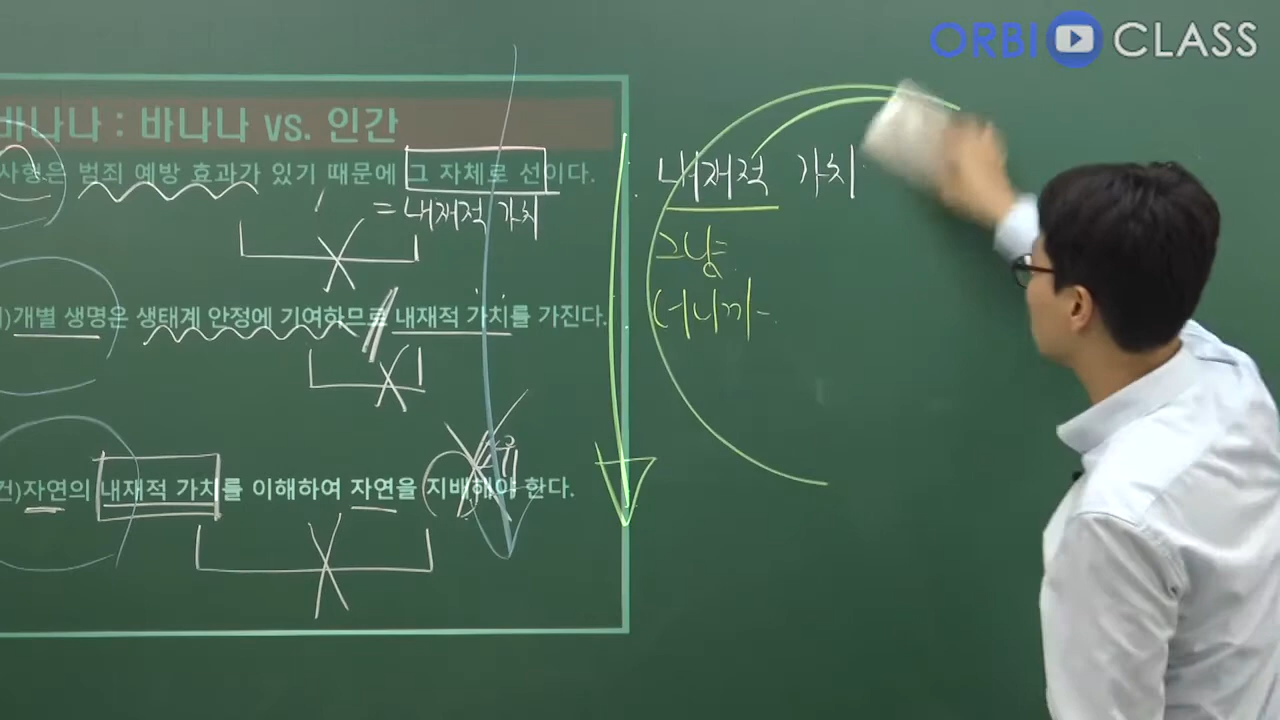 ORBI CLASS
바나나 : 바나나 vs. 인간
사형은 범죄 예방 효과가 있기 때문에 그 자체로 선이다.
= 내재적 가치
개별 생명은 생태계 안정에 기여하므로 내재적 가치를 가진다.
자연의 내재적 가치를 이해하여 자연을 지배해야 한다.
내재적 가치
그냥